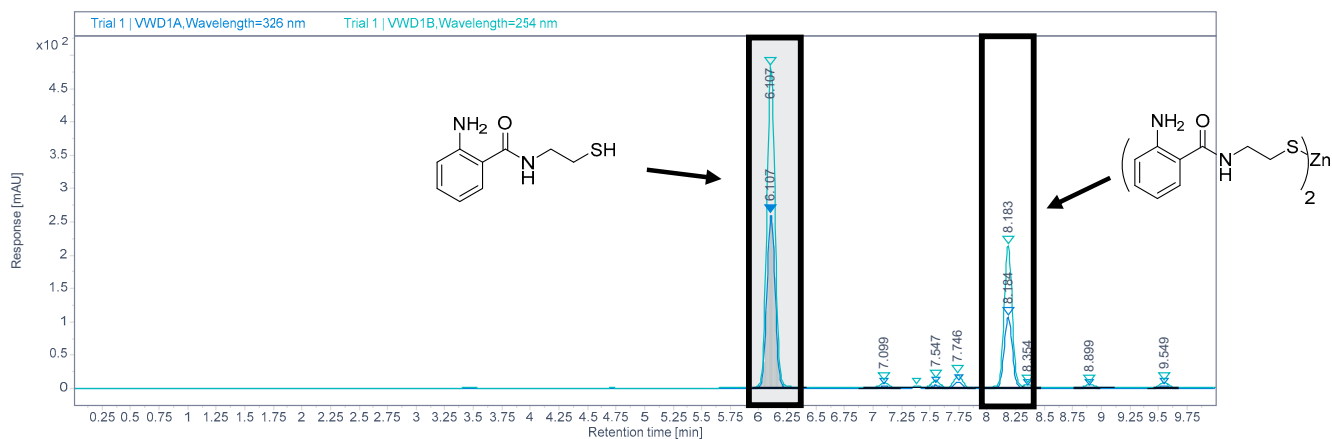 Trial 1 | VWD1A,Wavelength=326 nm Trial 1 | VWD1B,Wavelength=254 nm
x10 2
4.5
4
3.5
3
2.5
2
1.5
1
0.5
0
Response [mAU]
6.107
6.107
7.099
7.547
7.746
8.183
8.184
8.354
8.899
9.549
NH2 O
N
H
SH
NH2 O
N
H
S
Zn
2
0.25 0.5 0.75 1 1.25 1.5 1.75 2 2.25 2.5 2.75 3 3.25 3.5 3.75 4 4.25 4.5 4.75 5 5.25 5.5 5.75 6 6.25 6.5 6.75 7 7.25 7.5 7.75 8 8.25 8.5 8.75 9 9.25 9.5 9.75
Retention time [min]